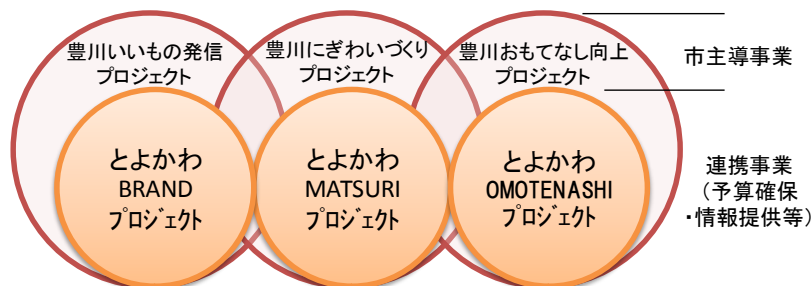 豊川いいもの発信
プロジェクト
豊川にぎわいづくり
プロジェクト
豊川おもてなし向上
プロジェクト
市主導事業
とよかわ
BRAND
プロジェクト
とよかわ
MATSURI
プロジェクト
とよかわ
OMOTENASHI
プロジェクト
連携事業
(予算確保
・情報提供等)